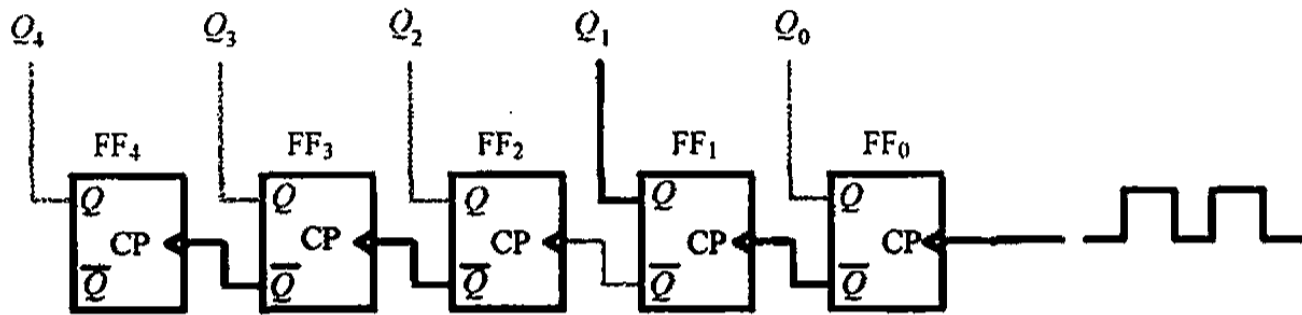 Q₄ Q₃ Q₂ Q₁ Q₀
FF₄ FF₃ FF₂ FF₁ FF₀
Q Q Q Q Q
CP CP CP CP CP
Q̅ Q̅ Q̅ Q̅ Q̅